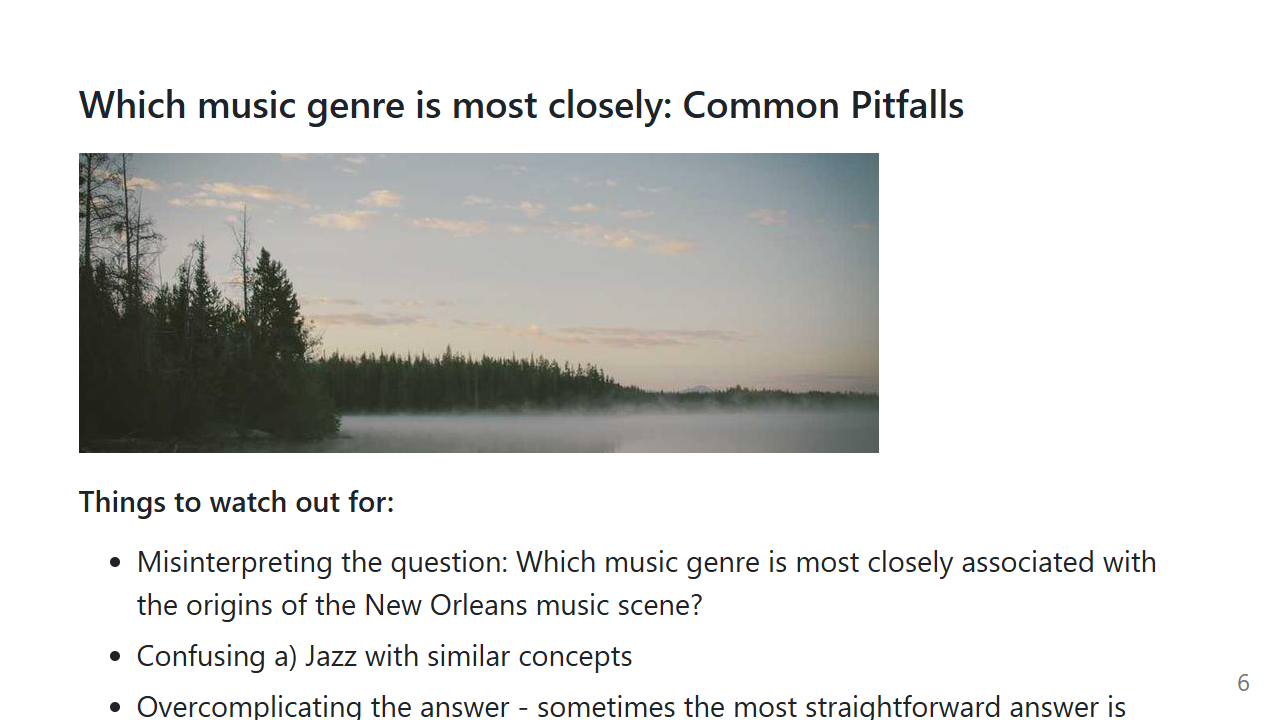 Which music genre is most closely: Common Pitfalls
Things to watch out for:
• Misinterpreting the question: Which music genre is most closely associated with
the origins of the New Orleans music scene?
• Confusing a) Jazz with similar concepts
• Overcomplicating the answer - sometimes the most straightforward answer is
6